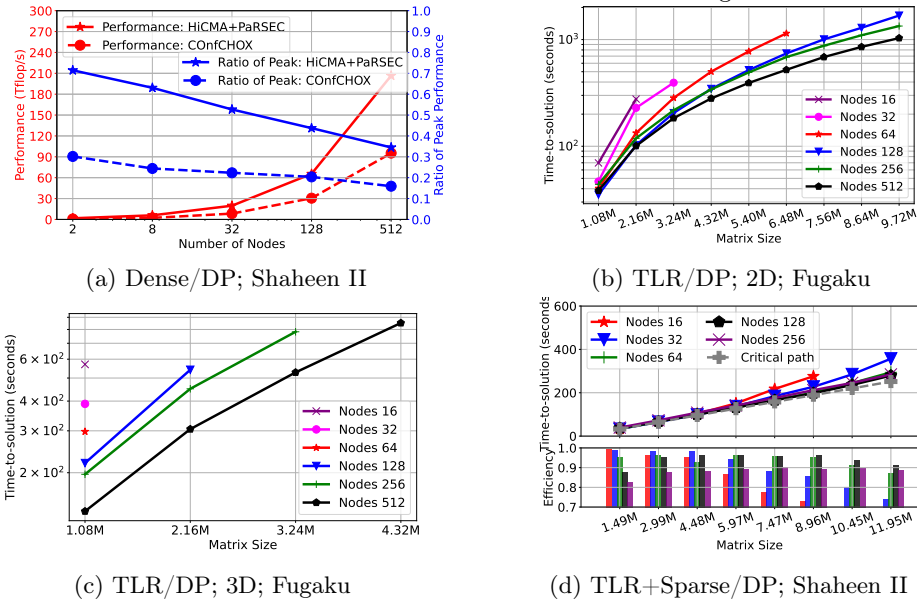 300
270
240
210
180
150
120
90
60
30
0
Performance (Tflop/s)
Performance: HiCMA+PaRSEC
Performance: COnfCHOX
Ratio of Peak: HiCMA+PaRSEC
Ratio of Peak: COnfCHOX
1.0
0.9
0.8
0.7
0.6
0.5
0.4
0.3
0.2
0.1
0.0
Ratio of Peak Performance
2 8 32 128 512
Number of Nodes
(a) Dense/DP; Shaheen II
10³
10²
Time-to-solution (seconds)
Nodes 16
Nodes 32
Nodes 64
Nodes 128
Nodes 256
Nodes 512
1.08M 2.16M 3.24M 4.32M 5.40M 6.48M 7.56M 8.64M 9.72M
Matrix Size
(b) TLR/DP; 2D; Fugaku
6 × 10²
4 × 10²
3 × 10²
2 × 10²
Time-to-solution (seconds)
Nodes 16
Nodes 32
Nodes 64
Nodes 128
Nodes 256
Nodes 512
1.08M 2.16M 3.24M 4.32M
Matrix Size
(c) TLR/DP; 3D; Fugaku
600
400
200
0
Time-to-solution (seconds)
Nodes 16
Nodes 32
Nodes 64
Nodes 128
Nodes 256
Critical path
1.0
0.9
0.8
0.7
Efficiency
1.49M 2.99M 4.48M 5.97M 7.47M 8.96M 10.45M 11.95M
Matrix Size
(d) TLR+Sparse/DP; Shaheen II